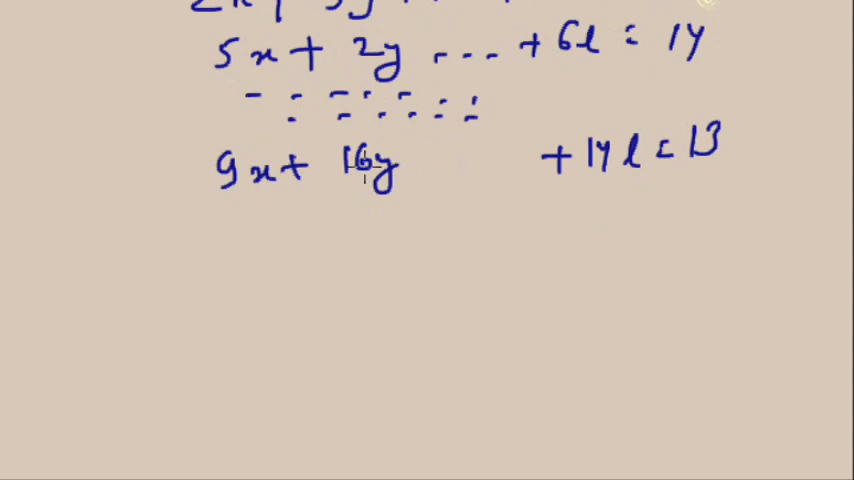 5x + 2y --- + 6l = 14
9x + 16y + 14l = 13